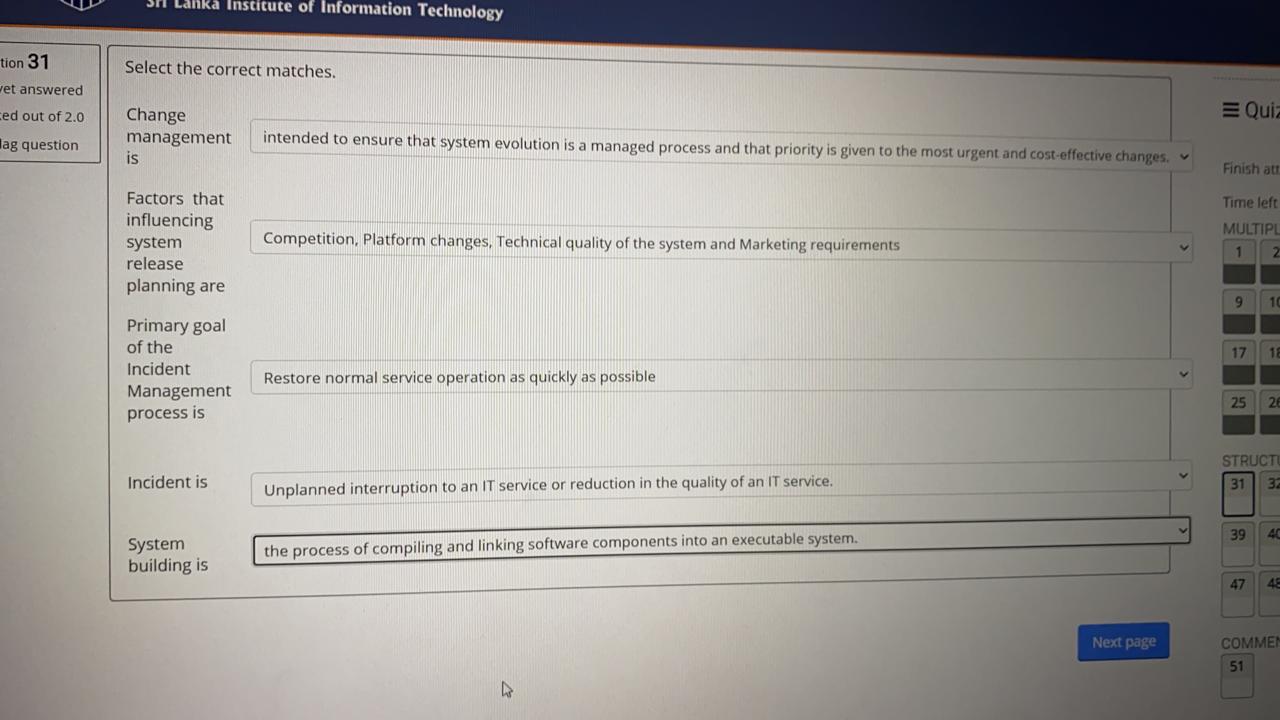 Sri Lanka Institute of Information Technology
tion 31
yet answered
ed out of 2.0
lag question
Select the correct matches.
Change
management
is
intended to ensure that system evolution is a managed process and that priority is given to the most urgent and cost-effective changes.
Factors that
influencing
system
release
planning are
Competition, Platform changes, Technical quality of the system and Marketing requirements
Primary goal
of the
Incident
Management
process is
Restore normal service operation as quickly as possible
Incident is
Unplanned interruption to an IT service or reduction in the quality of an IT service.
System
building is
the process of compiling and linking software components into an executable system.
Next page
Quiz
Finish att
Time left
MULTIPL
1 2
9 10
17 18
25 26
STRUCTU
31 32
39 40
47 48
COMMEN
51